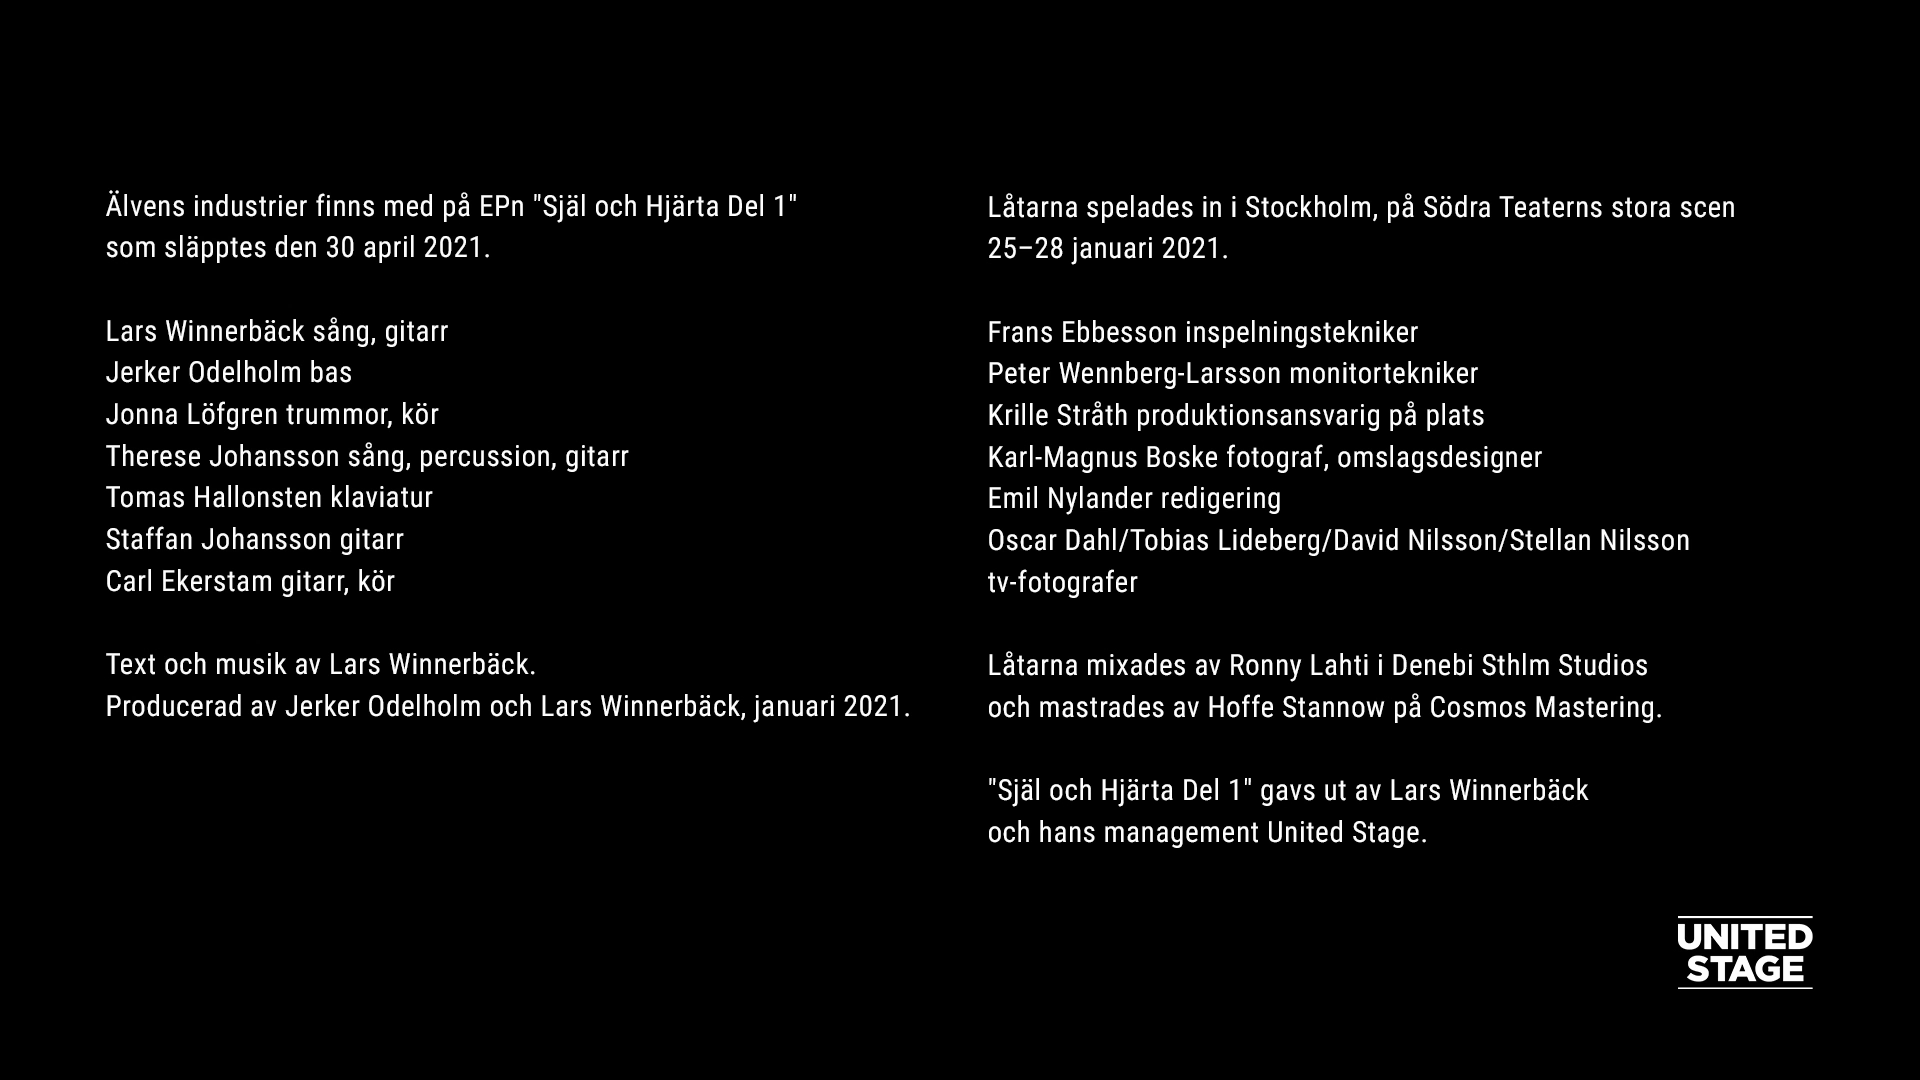 Älvens industrier finns med på EPn "Själ och Hjärta Del 1"
som släpptes den 30 april 2021.
Lars Winnerbäck sång, gitarr
Jerker Odelholm bas
Jonna Löfgren trummor, kör
Therese Johansson sång, percussion, gitarr
Tomas Hallonsten klaviatur
Staffan Johansson gitarr
Carl Ekerstam gitarr, kör
Text och musik av Lars Winnerbäck.
Producerad av Jerker Odelholm och Lars Winnerbäck, januari 2021.
Låtarna spelades in i Stockholm, på Södra Teaterns stora scen
25–28 januari 2021.
Frans Ebbesson inspelningstekniker
Peter Wennberg-Larsson monitortekniker
Krille Stråth produktionsansvarig på plats
Karl-Magnus Boske fotograf, omslagsdesigner
Emil Nylander redigering
Oscar Dahl/Tobias Lideberg/David Nilsson/Stellan Nilsson
tv-fotografer
Låtarna mixades av Ronny Lahti i Denebi Sthlm Studios
och mastrades av Hoffe Stannow på Cosmos Mastering.
"Själ och Hjärta Del 1" gavs ut av Lars Winnerbäck
och hans management United Stage.
UNITED
STAGE